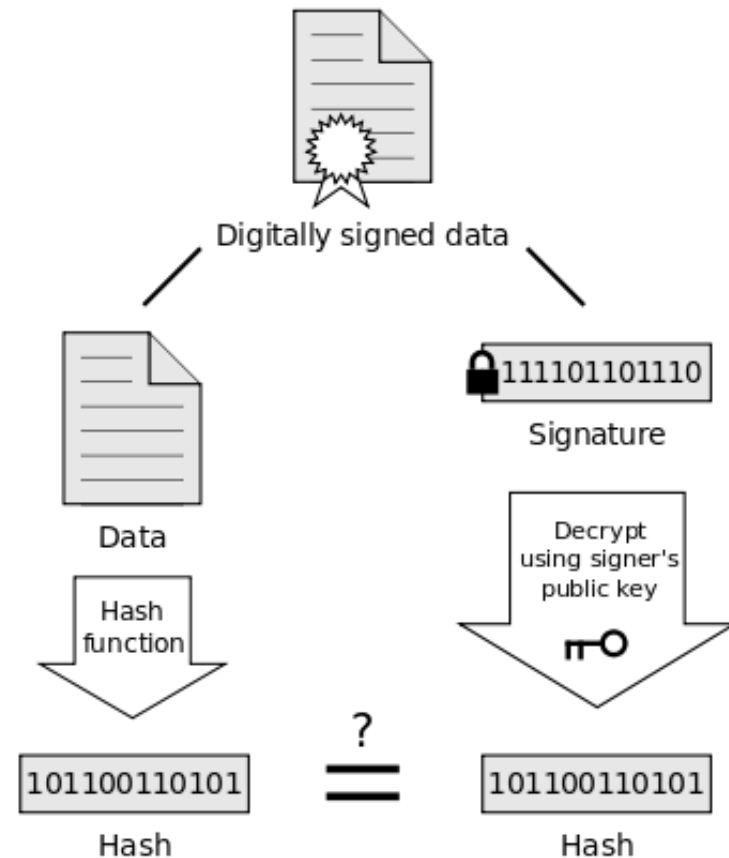 Digitally signed data
111101101110
Signature
Data
Decrypt
using signer's
public key
Hash
function
?
=
101100110101
101100110101
Hash
Hash